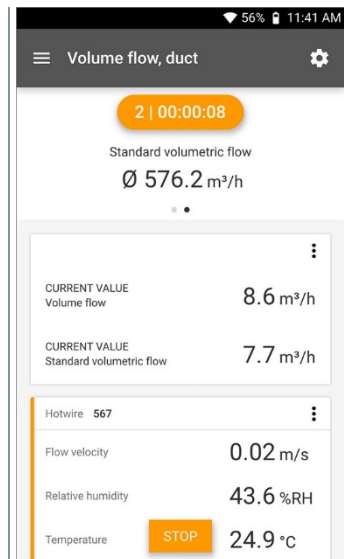 56% 11:41 AM
Volume flow, duct
2 | 00:00:08
Standard volumetric flow
Ø 576.2 m³/h
CURRENT VALUE
Volume flow
8.6 m³/h
CURRENT VALUE
Standard volumetric flow
7.7 m³/h
Hotwire 567
Flow velocity
0.02 m/s
Relative humidity
43.6 %RH
Temperature
STOP
24.9 °C